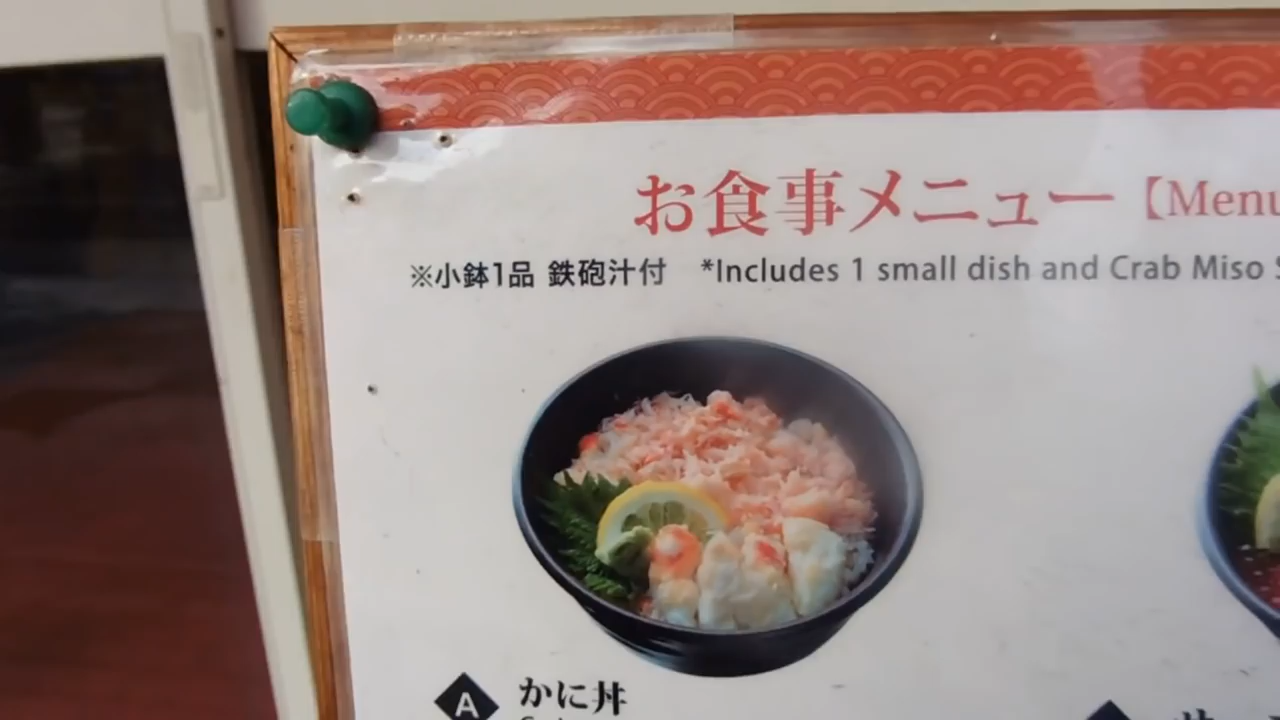 お食事メニュー【Menu
※小鉢1品 鉄砲汁付 *Includes 1 small dish and Crab Miso
A かに丼